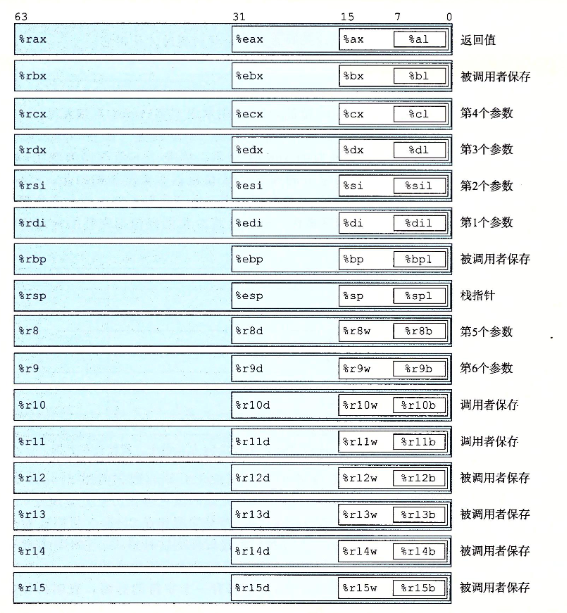 63 31 15 7 0
%rax %eax %ax %al 返回值
%rbx %ebx %bx %bl 被调用者保存
%rcx %ecx %cx %cl 第4个参数
%rdx %edx %dx %dl 第3个参数
%rsi %esi %si %sil 第2个参数
%rdi %edi %di %dil 第1个参数
%rbp %ebp %bp %bpl 被调用者保存
%rsp %esp %sp %spl 栈指针
%r8 %r8d %r8w %r8b 第5个参数
%r9 %r9d %r9w %r9b 第6个参数
%r10 %r10d %r10w %r10b 调用者保存
%r11 %r11d %r11w %r11b 调用者保存
%r12 %r12d %r12w %r12b 被调用者保存
%r13 %r13d %r13w %r13b 被调用者保存
%r14 %r14d %r14w %r14b 被调用者保存
%r15 %r15d %r15w %r15b 被调用者保存